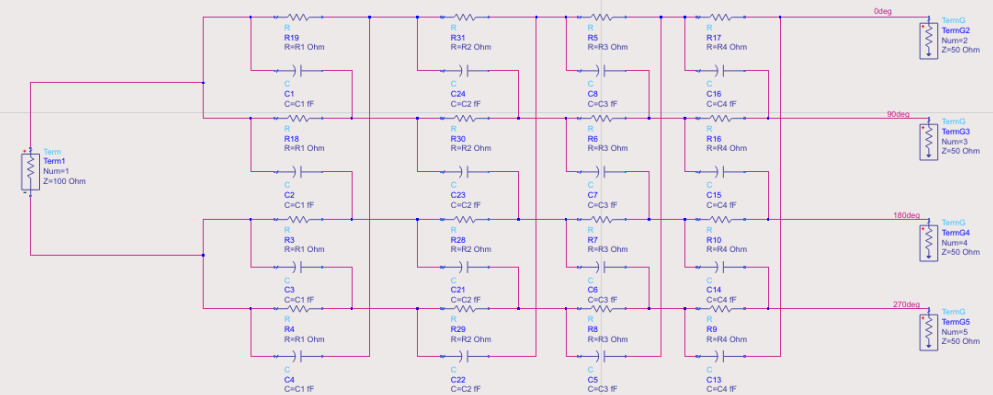 0deg
R
R19
R=R1 Ohm
R
R31
R=R2 Ohm
R
R5
R=R3 Ohm
R
R17
R=R4 Ohm
TermG
TermG2
Num=2
Z=50 Ohm
C
C1
C=C1 fF
C
C24
C=C2 fF
C
C8
C=C3 fF
C
C16
C=C4 fF
90deg
R
R18
R=R1 Ohm
R
R30
R=R2 Ohm
R
R6
R=R3 Ohm
R
R16
R=R4 Ohm
TermG
TermG3
Num=3
Z=50 Ohm
Term
Term1
Num=1
Z=100 Ohm
C
C2
C=C1 fF
C
C23
C=C2 fF
C
C7
C=C3 fF
C
C15
C=C4 fF
180deg
R
R3
R=R1 Ohm
R
R28
R=R2 Ohm
R
R7
R=R3 Ohm
R
R10
R=R4 Ohm
TermG
TermG4
Num=4
Z=50 Ohm
C
C3
C=C1 fF
C
C21
C=C2 fF
C
C6
C=C3 fF
C
C14
C=C4 fF
270deg
R
R4
R=R1 Ohm
R
R29
R=R2 Ohm
R
R8
R=R3 Ohm
R
R9
R=R4 Ohm
TermG
TermG5
Num=5
Z=50 Ohm
C
C4
C=C1 fF
C
C22
C=C2 fF
C
C5
C=C3 fF
C
C13
C=C4 fF